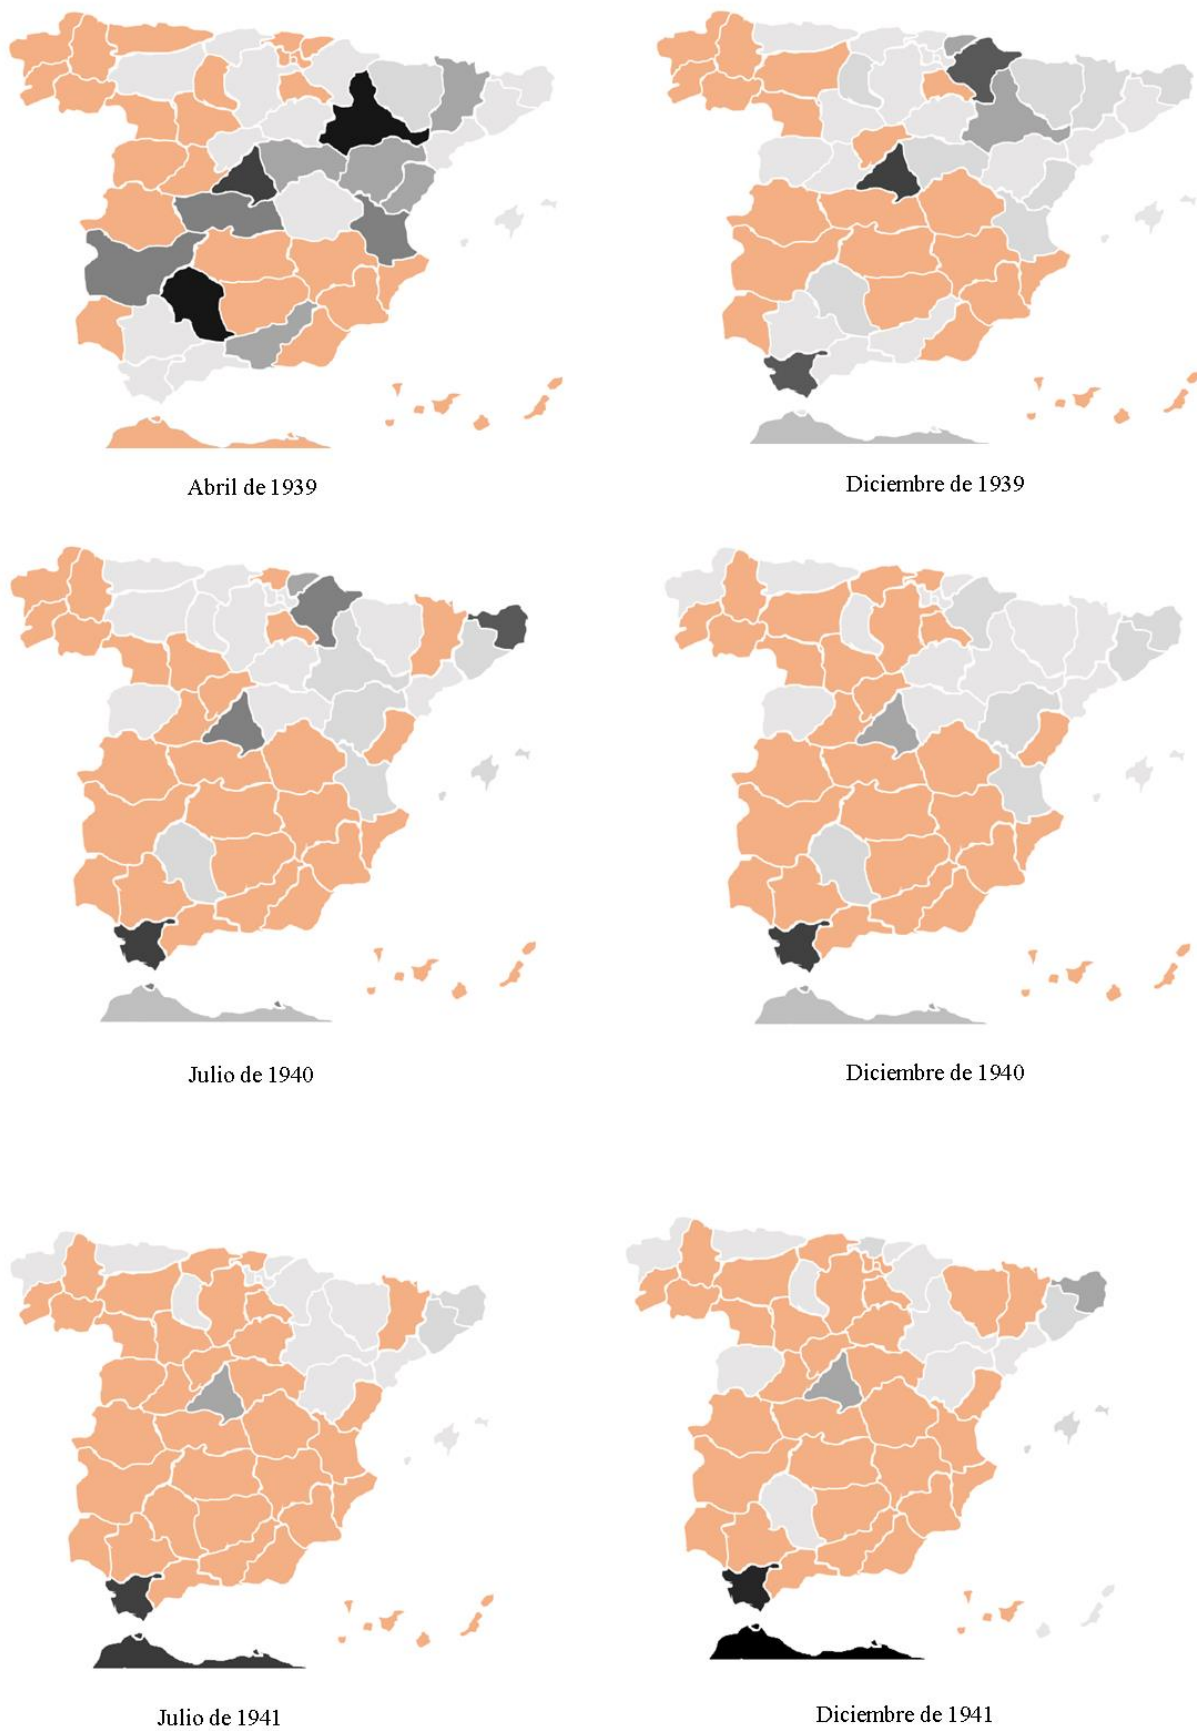 Abril de 1939
Diciembre de 1939
Julio de 1940
Diciembre de 1940
Julio de 1941
Diciembre de 1941